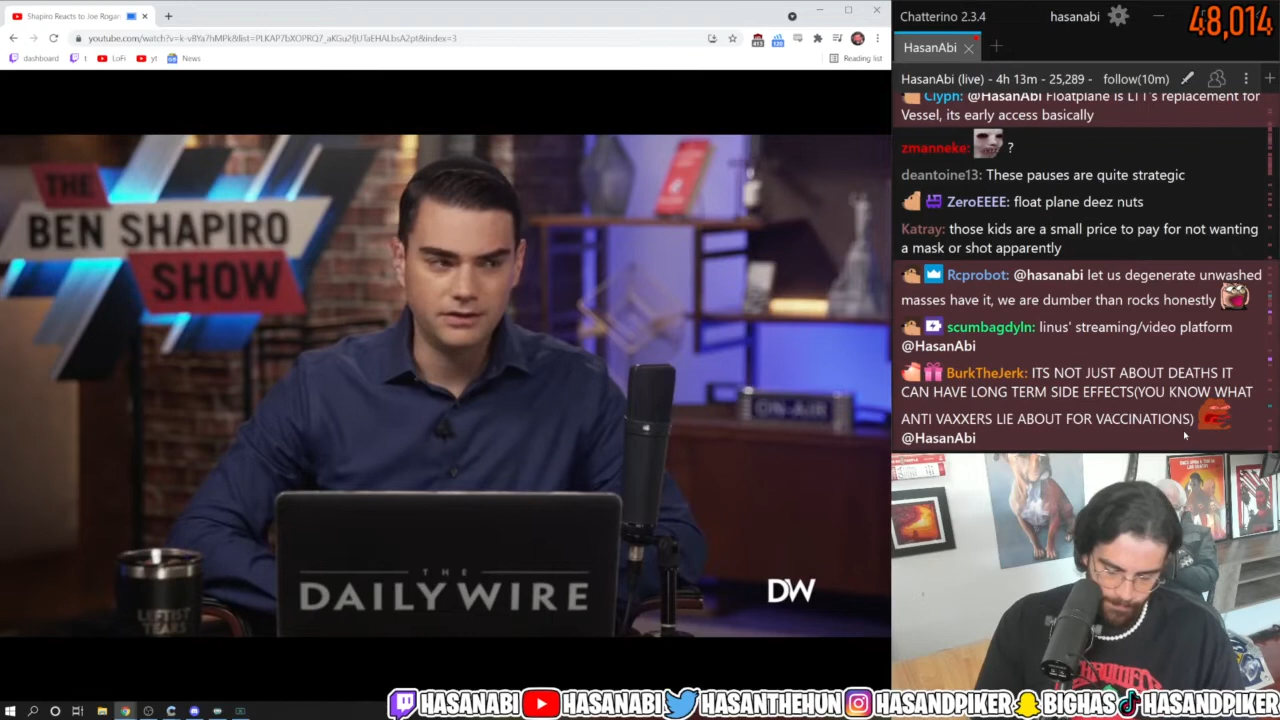 Shapiro Reacts to Joe Rogan
youtube.com/watch?v=k-v8Ya7hMPk&list=PLKAP7bXOPRQ7_aKGu2fjUTaEHALbsA2pt&index=3
dashboard
t
LoFi
yt
News
Reading list
THE
BEN SHAPIRO
SHOW
ON-AIR
THE
DAILY WIRE
LEFTIST
TEARS
DW
Chatterino 2.3.4
hasanabi
48,014
HasanAbi
HasanAbi (live) - 4h 13m - 25,289 - follow(10m)
Clyph: @HasanAbi Floatplane is LTT's replacement for
Vessel, its early access basically
zmanneke: ?
deantoine13: These pauses are quite strategic
ZeroEEEE: float plane deez nuts
Katray: those kids are a small price to pay for not wanting
a mask or shot apparently
Rcprobot: @hasanabi let us degenerate unwashed
masses have it, we are dumber than rocks honestly
scumbagdyln: linus' streaming/video platform
@HasanAbi
BurkTheJerk: ITS NOT JUST ABOUT DEATHS IT
CAN HAVE LONG TERM SIDE EFFECTS(YOU KNOW WHAT
ANTI VAXXERS LIE ABOUT FOR VACCINATIONS)
@HasanAbi
HASANABI HASANABI HASANTHEHUN HASANDPIKER BIGHAS HASANDPIKER